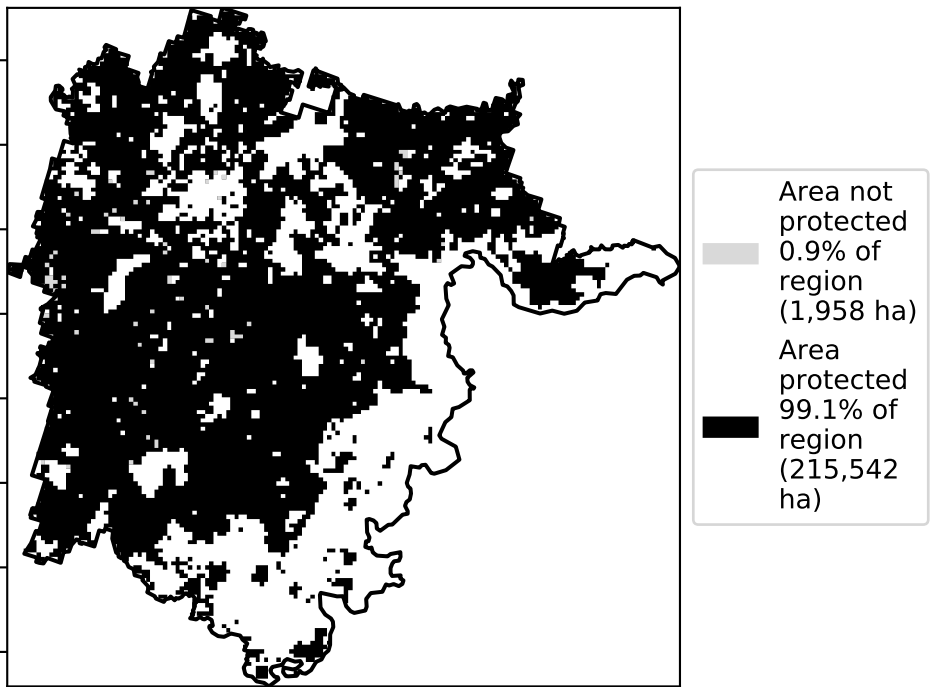 Area not
protected
0.9% of
region
(1,958 ha)
Area
protected
99.1% of
region
(215,542
ha)